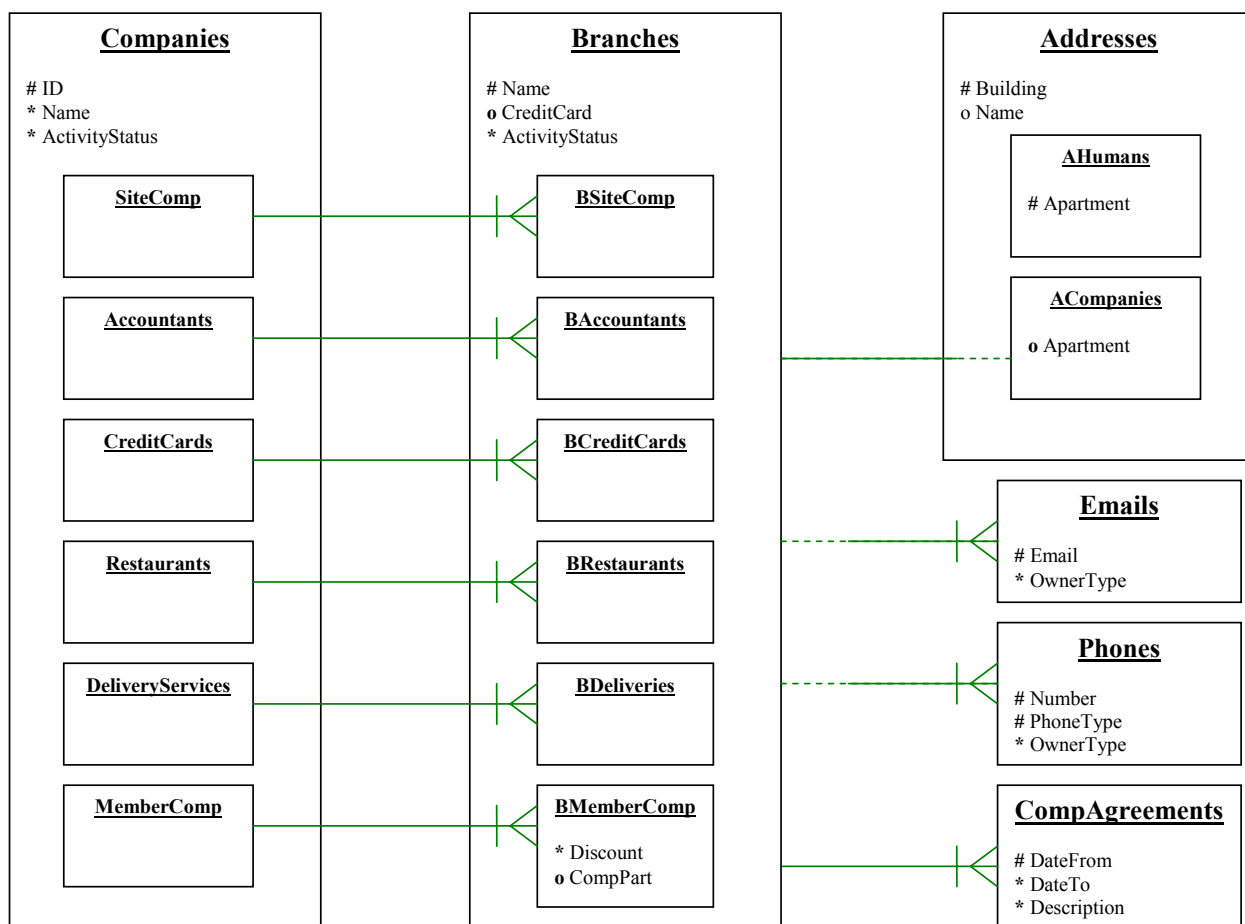 Companies
# ID
* Name
* ActivityStatus
SiteComp
Accountants
CreditCards
Restaurants
DeliveryServices
MemberComp
Branches
# Name
o CreditCard
* ActivityStatus
BSiteComp
BAccountants
BCreditCards
BRestaurants
BDeliveries
BMemberComp
* Discount
o CompPart
Addresses
# Building
o Name
AHumans
# Apartment
ACompanies
o Apartment
Emails
# Email
* OwnerType
Phones
# Number
# PhoneType
* OwnerType
CompAgreements
# DateFrom
* DateTo
* Description